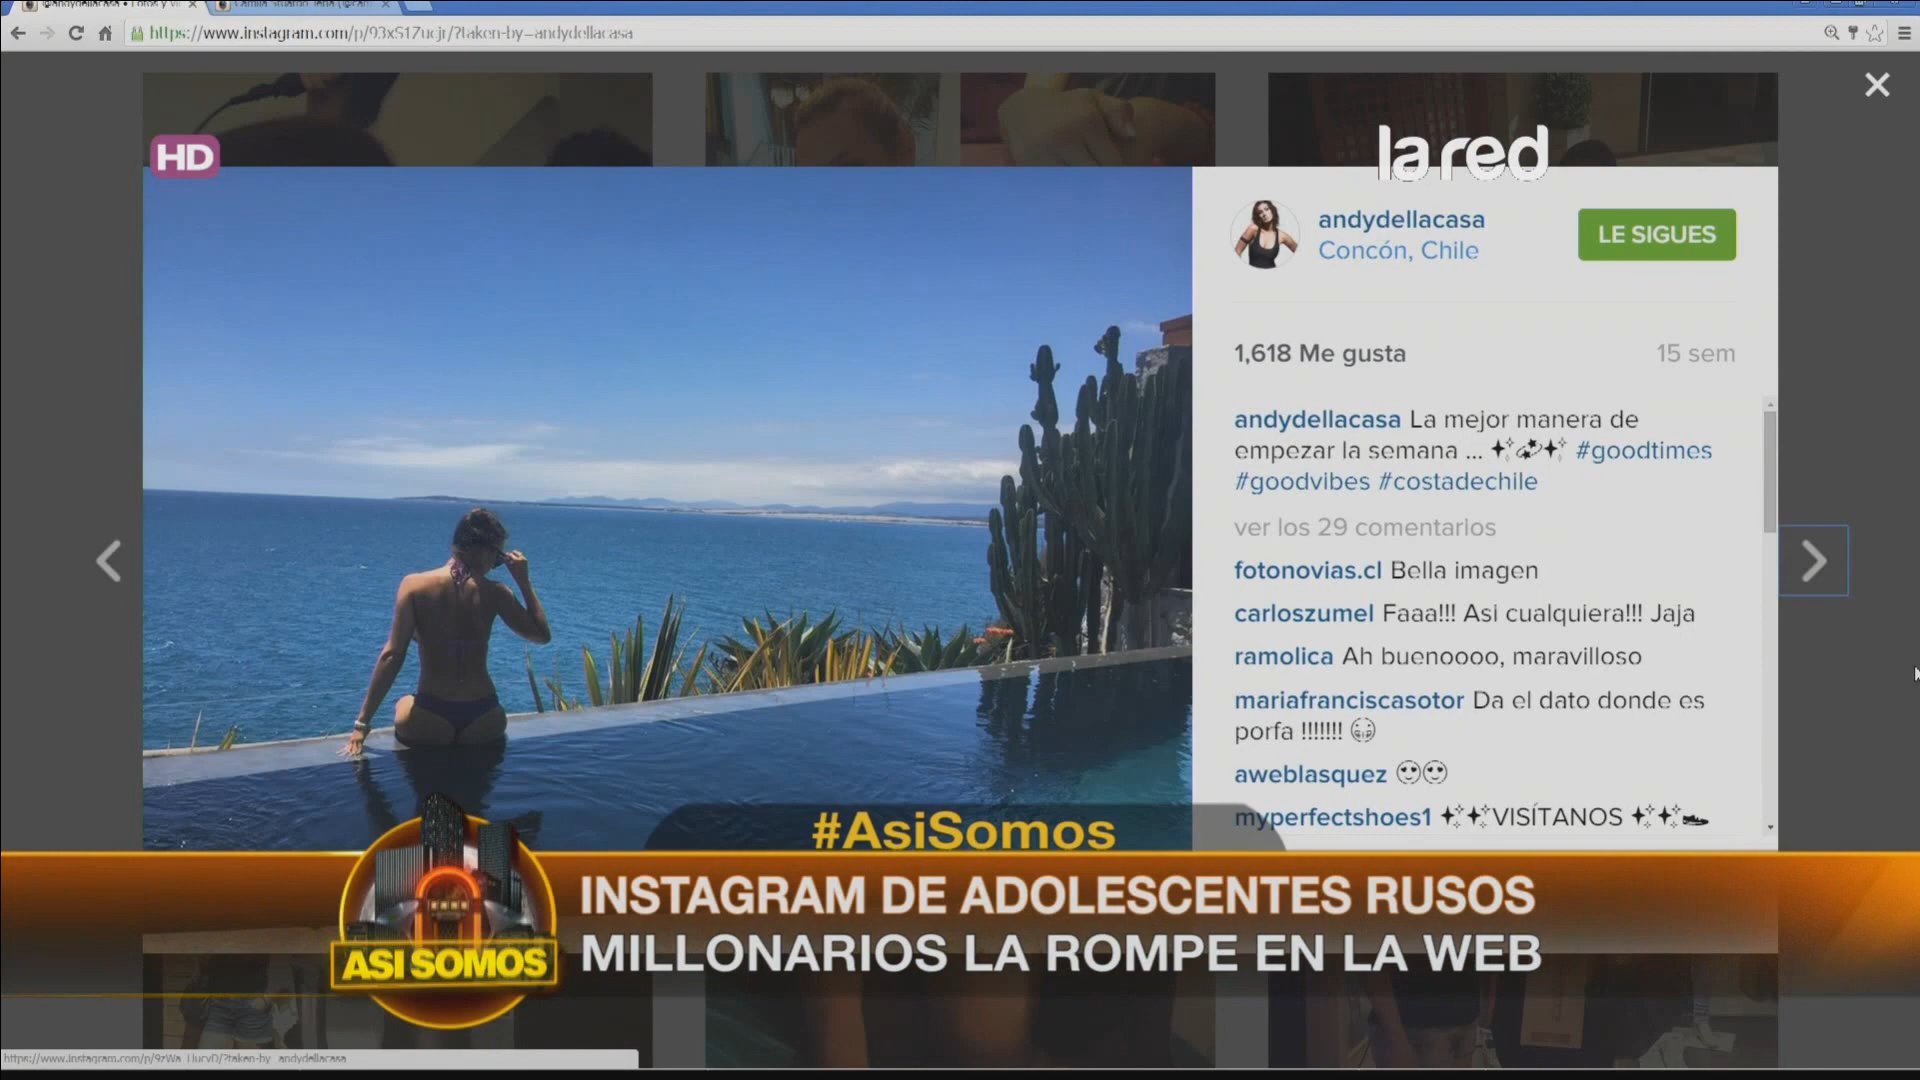 https://www.instagram.com/p/93xS1Zucjr/?taken-by=andydellacasa
HD
la red
andydellacasa
Concón, Chile
LE SIGUES
1,618 Me gusta
15 sem
andydellacasa La mejor manera de
empezar la semana ... #goodtimes
#goodvibes #costadechile
ver los 29 comentarios
fotonovias.cl Bella imagen
carloszumel Faaa!!! Asi cualquiera!!! Jaja
ramolica Ah buenoooo, maravilloso
mariafranciscasotor Da el dato donde es
porfa !!!!!!!
aweblasquez
myperfectshoes1 VISÍTANOS
#AsiSomos
INSTAGRAM DE ADOLESCENTES RUSOS
MILLONARIOS LA ROMPE EN LA WEB
ASI SOMOS